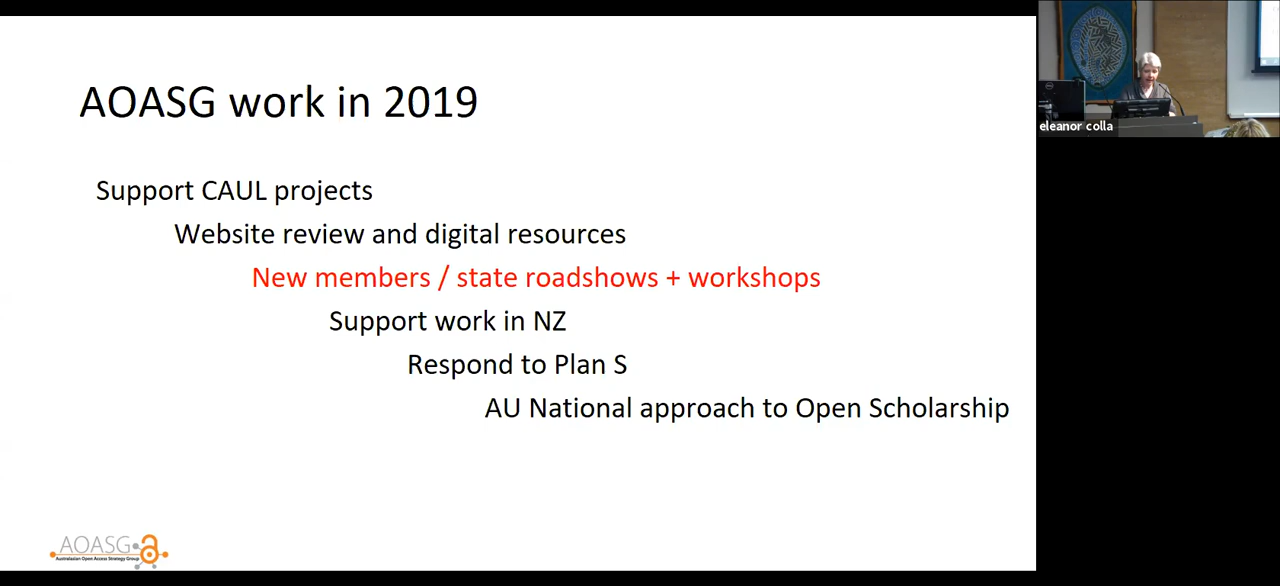 AOASG work in 2019
Support CAUL projects
Website review and digital resources
New members / state roadshows + workshops
Support work in NZ
Respond to Plan S
AU National approach to Open Scholarship
AOASG
Australasian Open Access Strategy Group
eleanor colla